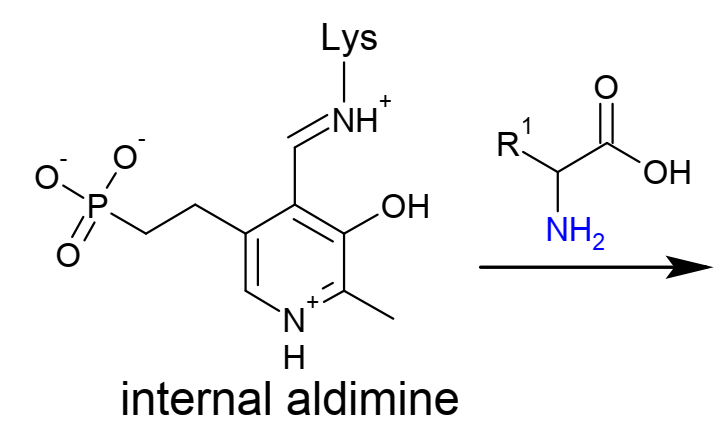 Lys
NH+
O-
O-
P
O
OH
N+
H
R1
O
OH
NH2
internal aldimine